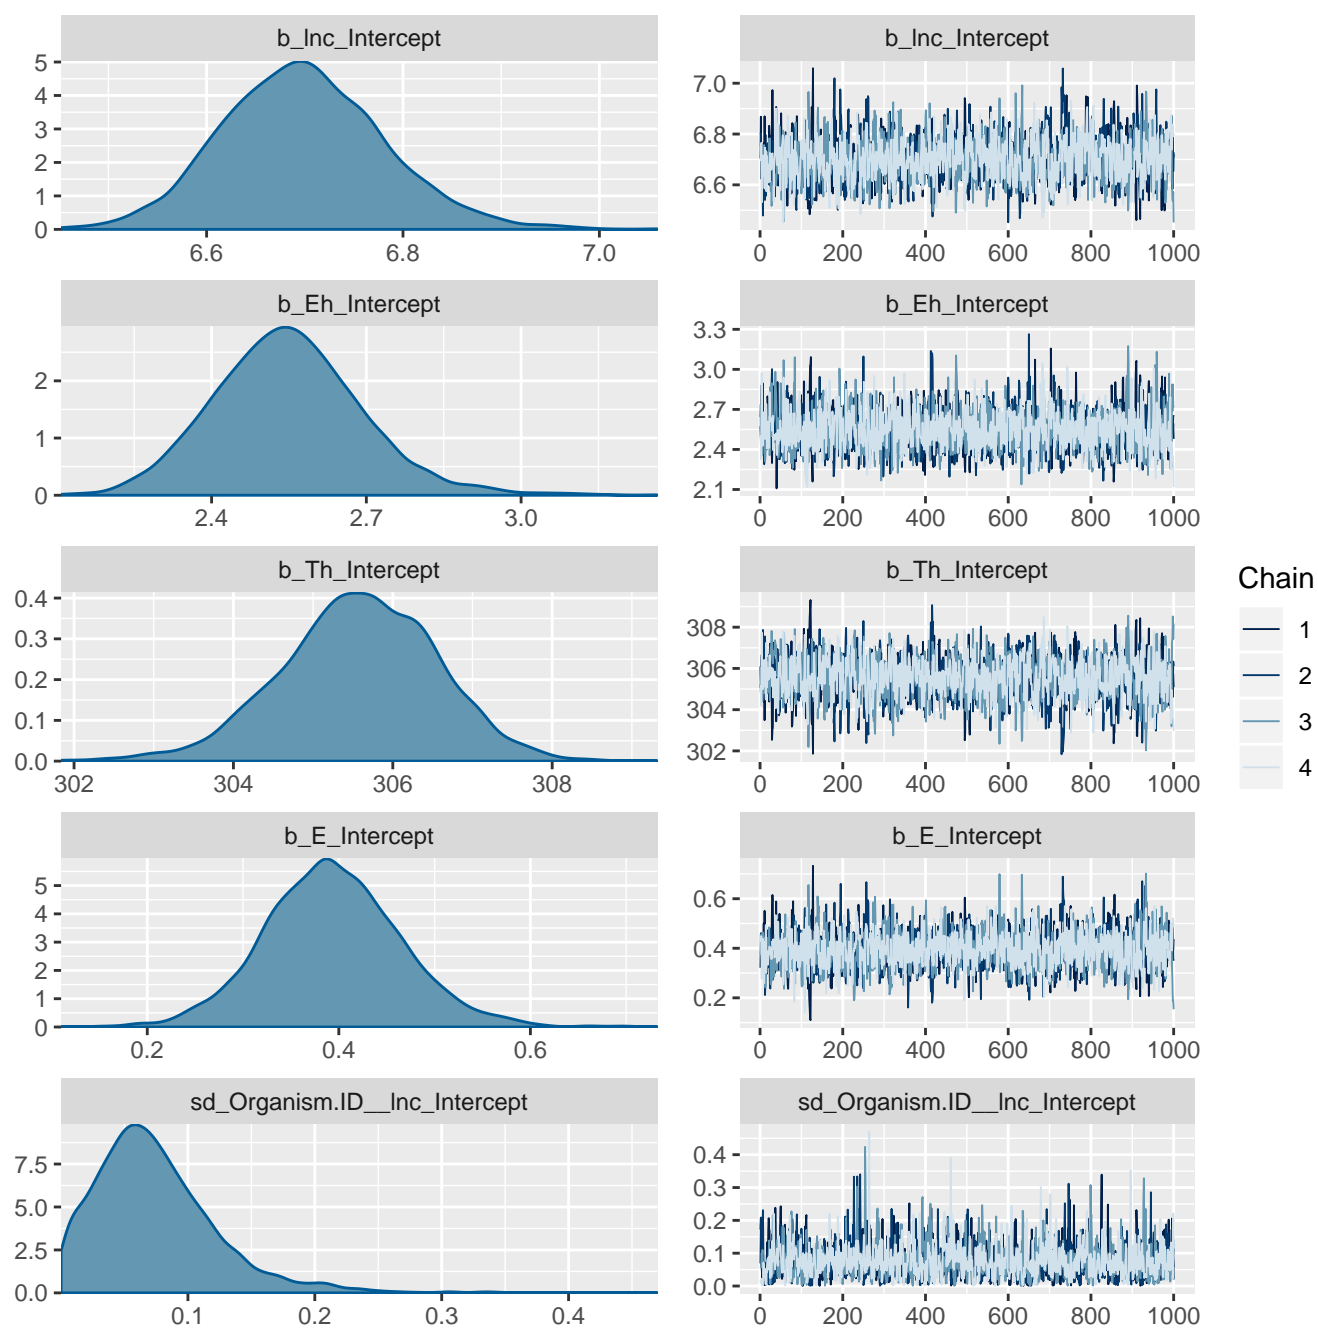 b_lnc_Intercept
5
4
3
2
1
0
6.6 6.8 7.0
b_lnc_Intercept
7.0
6.8
6.6
0 200 400 600 800 1000
b_Eh_Intercept
2
1
0
2.4 2.7 3.0
b_Eh_Intercept
3.3
3.0
2.7
2.4
2.1
0 200 400 600 800 1000
b_Th_Intercept
0.4
0.3
0.2
0.1
0.0
302 304 306 308
b_Th_Intercept
308
306
304
302
0 200 400 600 800 1000
b_E_Intercept
5
4
3
2
1
0
0.2 0.4 0.6
b_E_Intercept
0.6
0.4
0.2
0 200 400 600 800 1000
sd_Organism.ID__lnc_Intercept
7.5
5.0
2.5
0.0
0.1 0.2 0.3 0.4
sd_Organism.ID__lnc_Intercept
0.4
0.3
0.2
0.1
0.0
0 200 400 600 800 1000
Chain
1
2
3
4